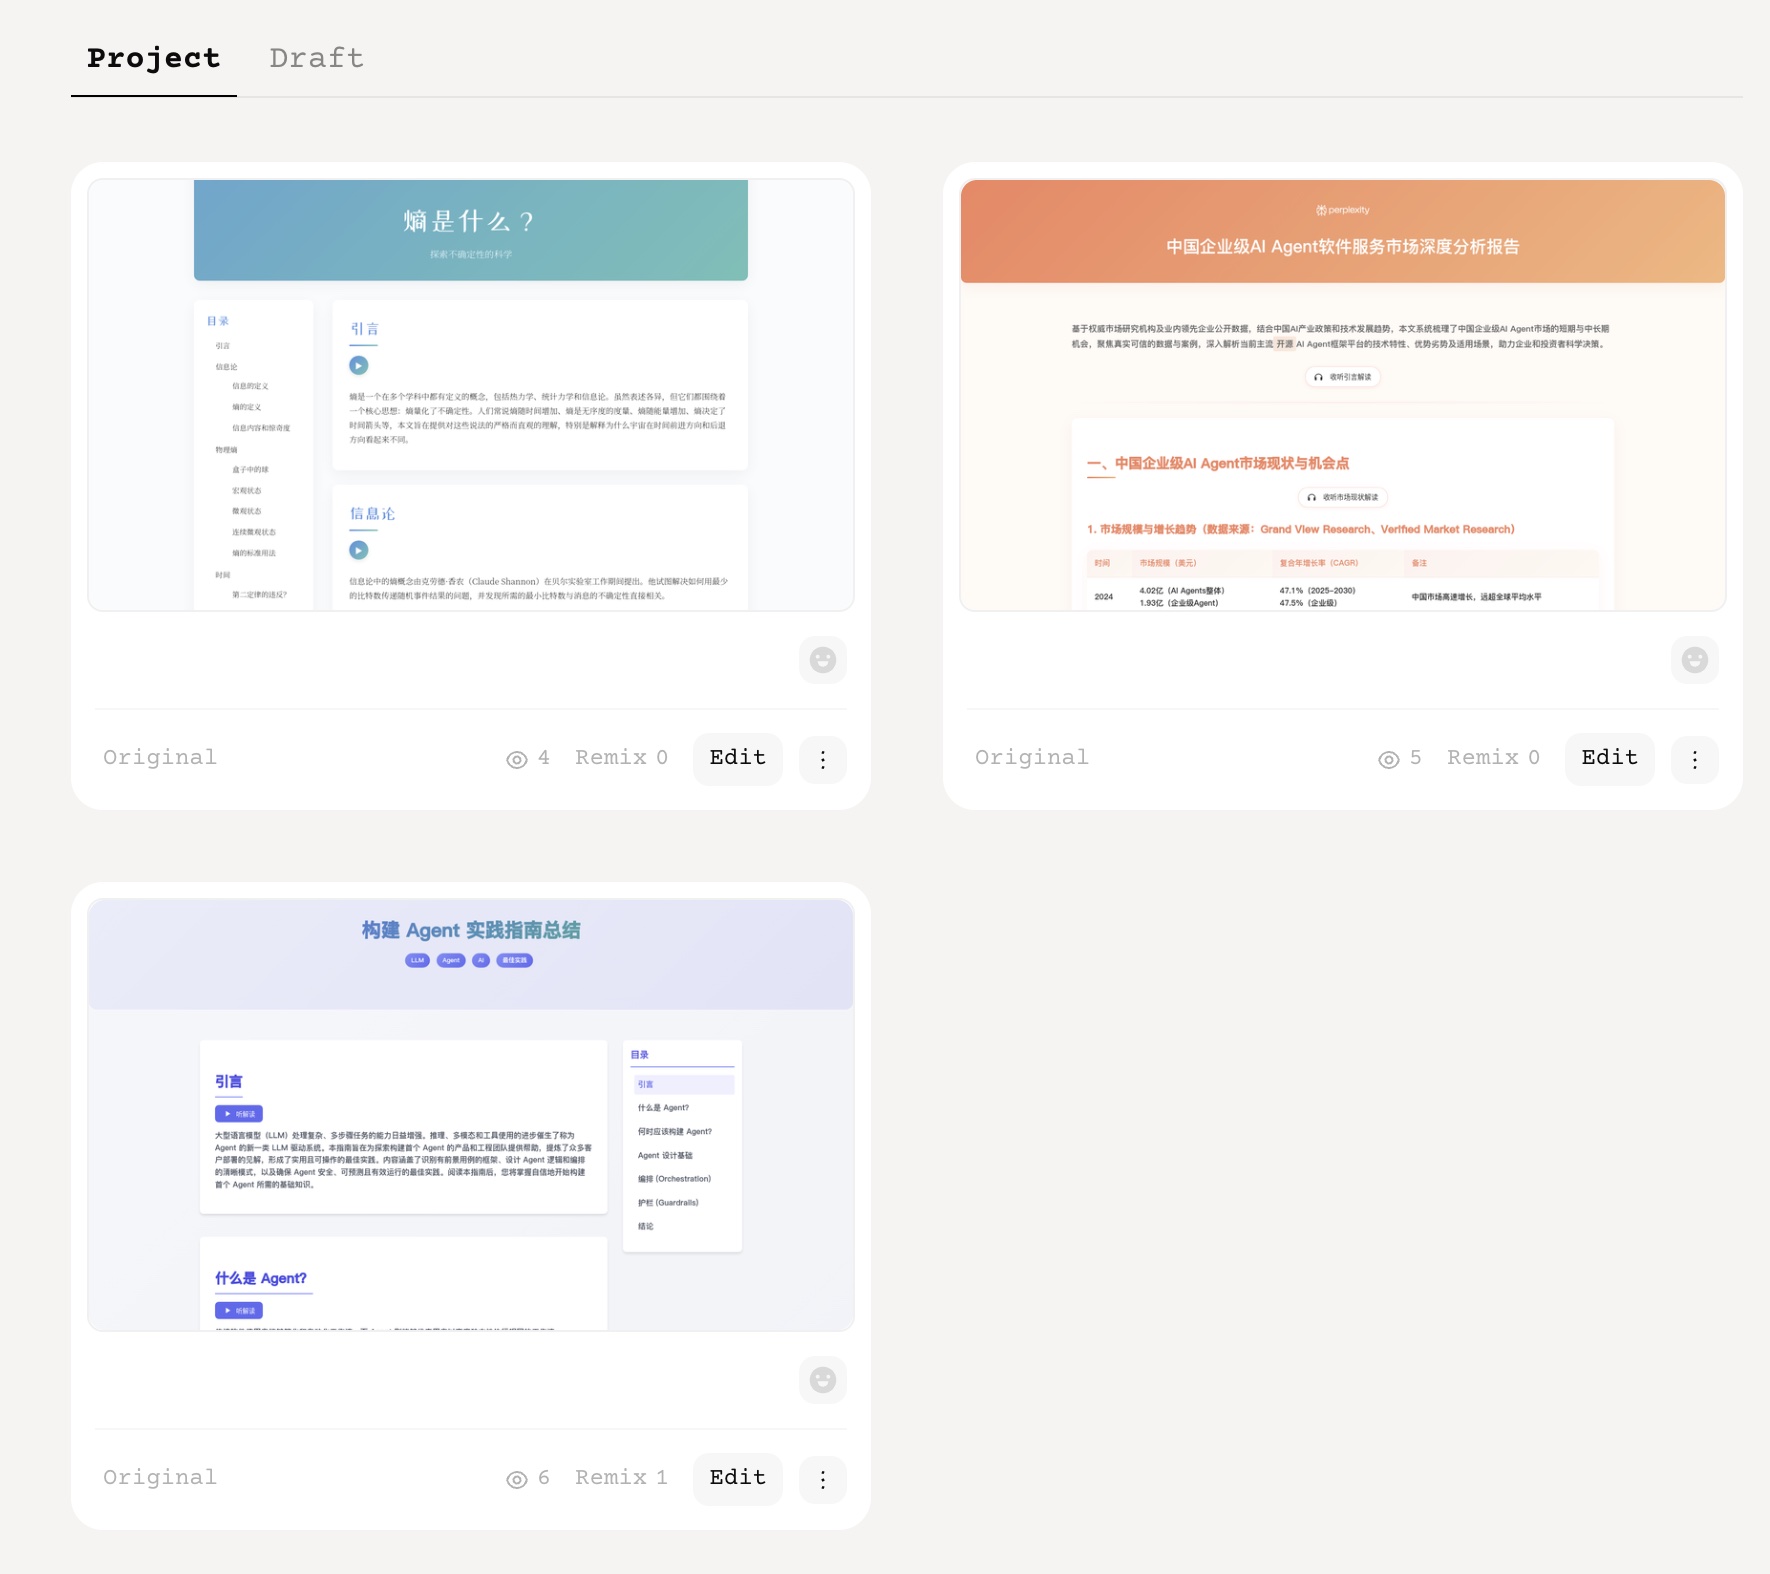 Project
Draft
熵是什么？
探索不确定性的科学
目录
引言
信息论
信息的定义
熵的定义
信息内容和惊奇度
物理熵
盒子中的球
宏观状态
微观状态
连续微观状态
熵的标准用法
时间
第二定律的违反?
引言
熵是一个在多个学科中都有定义的概念，包括热力学、统计力学和信息论。虽然表述各异，但它们都围绕着
一个核心思想：熵量化了不确定性。人们常说熵随时间增加、熵是无序度的度量、熵随能量增加、熵决定了
时间箭头等，本文旨在提供对这些说法的严格而直观的理解，特别是解释为什么宇宙在时间前进方向和后退
方向看起来不同。
信息论
信息论中的熵概念由克劳德·香农（Claude Shannon）在贝尔实验室工作期间提出。他试图解决如何用最少
的比特数传递随机事件结果的问题，并发现所需的最小比特数与消息的不确定性直接相关。
Original
4
Remix 0
Edit
perplexity
中国企业级AI Agent软件服务市场深度分析报告
基于权威市场研究机构及业内领先企业公开数据，结合中国AI产业政策和技术发展趋势，本文系统梳理了中国企业级AI Agent市场的短期与中长期
机会，聚焦真实可信的数据与案例，深入解析当前主流 开源 AI Agent框架平台的技术特性、优势劣势及适用场景，助力企业和投资者科学决策。
收听引言解读
一、中国企业级AI Agent市场现状与机会点
收听市场现状解读
1. 市场规模与增长趋势（数据来源：Grand View Research、Verified Market Research）
时间
市场规模（美元）
复合年增长率（CAGR）
备注
2024
4.02亿（AI Agents整体）
1.93亿（企业级Agent）
47.1%（2025-2030）
47.5%（企业级）
中国市场高速增长，远超全球平均水平
Original
5
Remix 0
Edit
构建 Agent 实践指南总结
LLM
Agent
AI
最佳实践
引言
听解读
大型语言模型（LLM）处理复杂、多步骤任务的能力日益增强。推理、多模态和工具使用的进步催生了称为
Agent 的新一类 LLM 驱动系统。本指南旨在为探索构建首个 Agent 的产品和工程团队提供帮助，提炼了众多客
户部署的见解，形成了实用且可操作的最佳实践。内容涵盖了识别有前景用例的框架、设计 Agent 逻辑和编排
的清晰模式，以及确保 Agent 安全、可预测且有效运行的最佳实践。阅读本指南后，您将掌握自信地开始构建
首个 Agent 所需的基础知识。
什么是 Agent?
听解读
目录
引言
什么是 Agent?
何时应该构建 Agent?
Agent 设计基础
编排 (Orchestration)
护栏 (Guardrails)
结论
Original
6
Remix 1
Edit